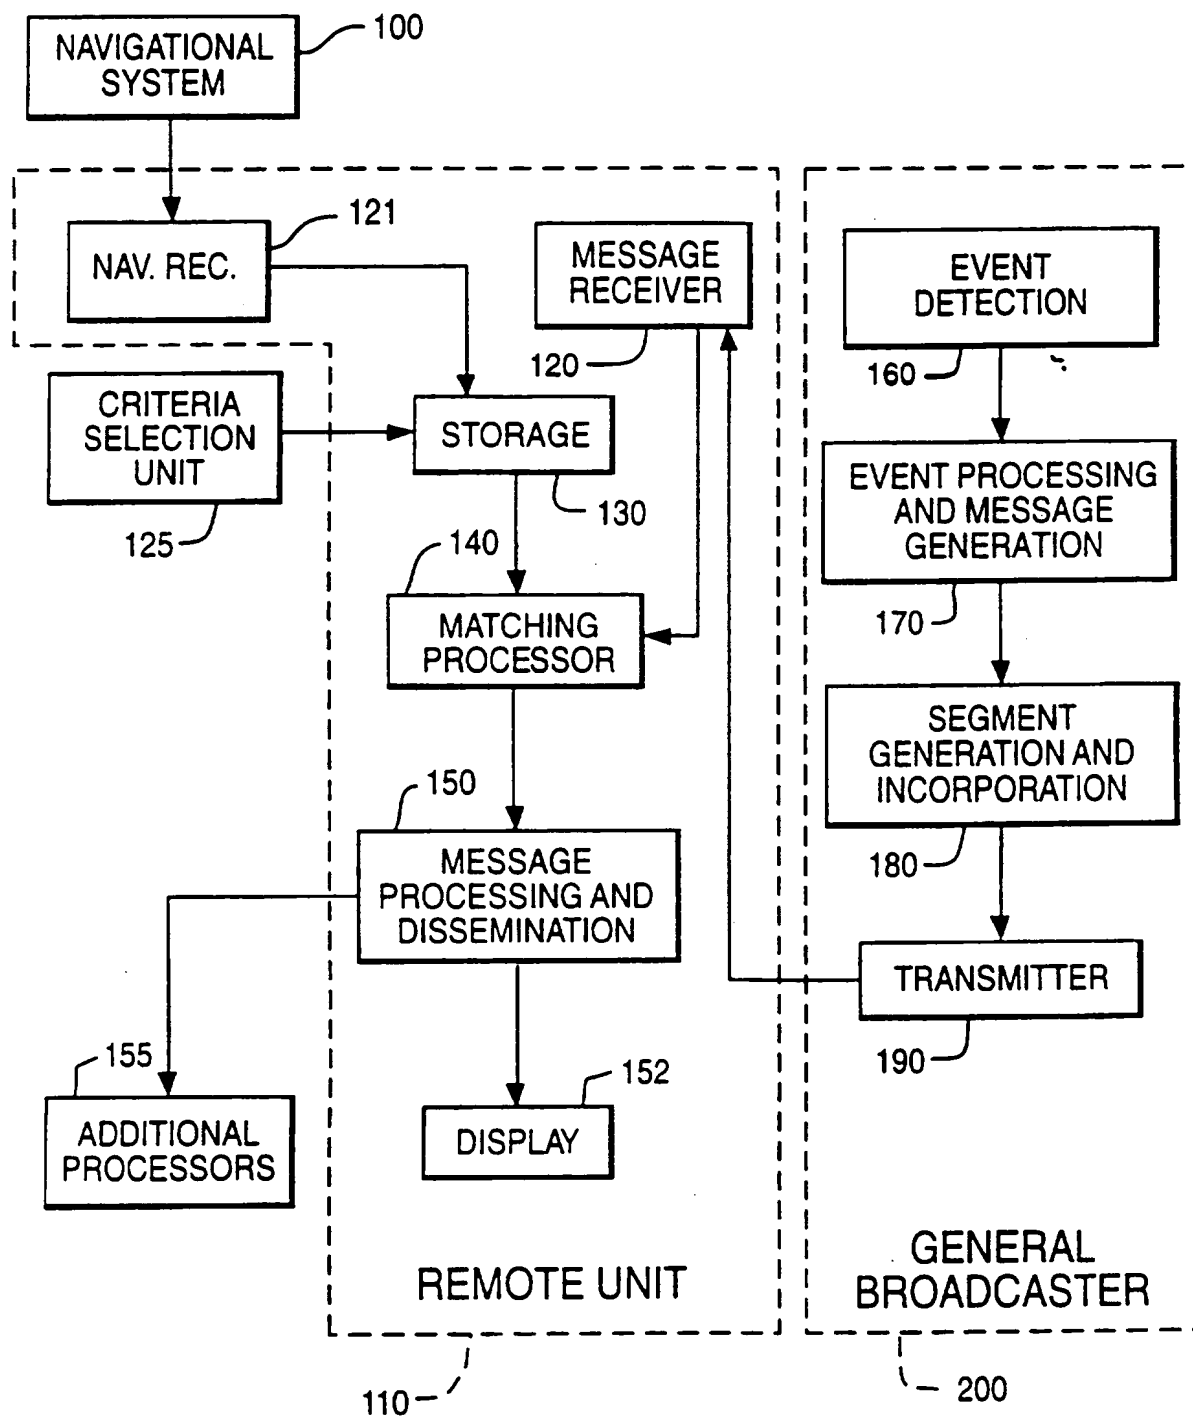 NAVIGATIONAL
SYSTEM
100
NAV. REC.
121
MESSAGE
RECEIVER
120
EVENT
DETECTION
160
CRITERIA
SELECTION
UNIT
125
STORAGE
130
EVENT PROCESSING
AND MESSAGE
GENERATION
170
140
MATCHING
PROCESSOR
SEGMENT
GENERATION AND
INCORPORATION
180
150
MESSAGE
PROCESSING AND
DISSEMINATION
TRANSMITTER
190
155
ADDITIONAL
PROCESSORS
152
DISPLAY
REMOTE UNIT
110
GENERAL
BROADCASTER
200